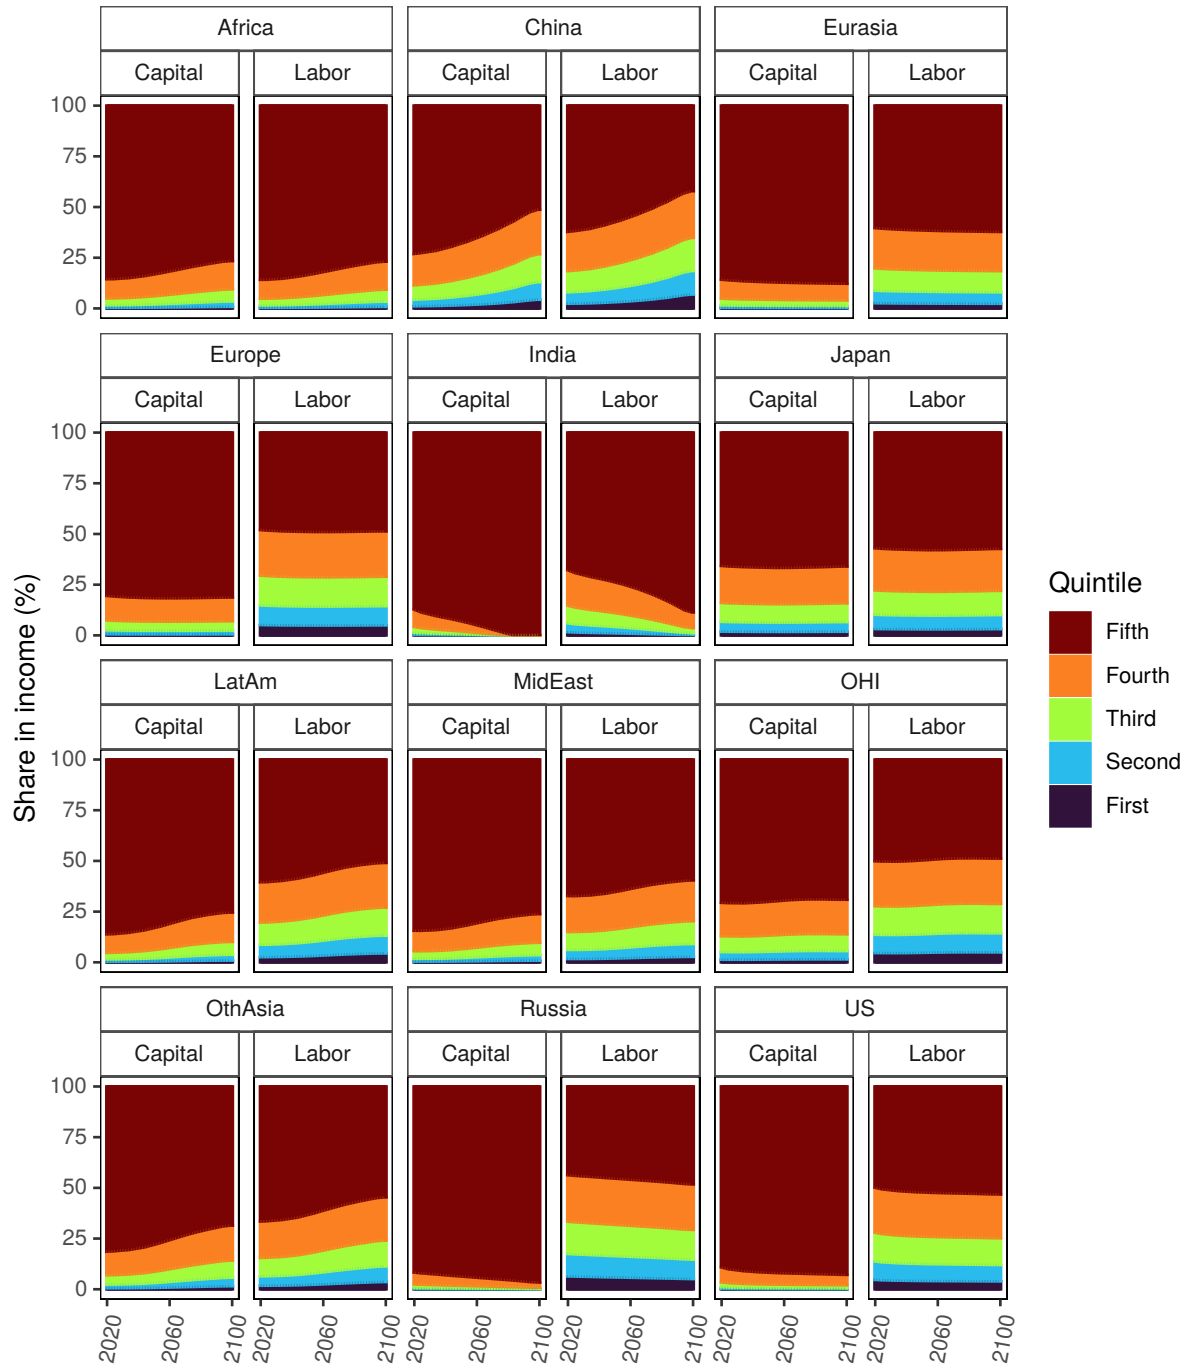 Africa China Eurasia
Capital Labor Capital Labor Capital Labor
100
75
50
25
0
Europe India Japan
Capital Labor Capital Labor Capital Labor
100
75
50
25
0
LatAm MidEast OHI
Capital Labor Capital Labor Capital Labor
100
75
50
25
0
OthAsia Russia US
Capital Labor Capital Labor Capital Labor
100
75
50
25
0
2020 2060 2100 2020 2060 2100 2020 2060 2100 2020 2060 2100 2020 2060 2100 2020 2060 2100
Share in income (%)
Quintile
Fifth
Fourth
Third
Second
First